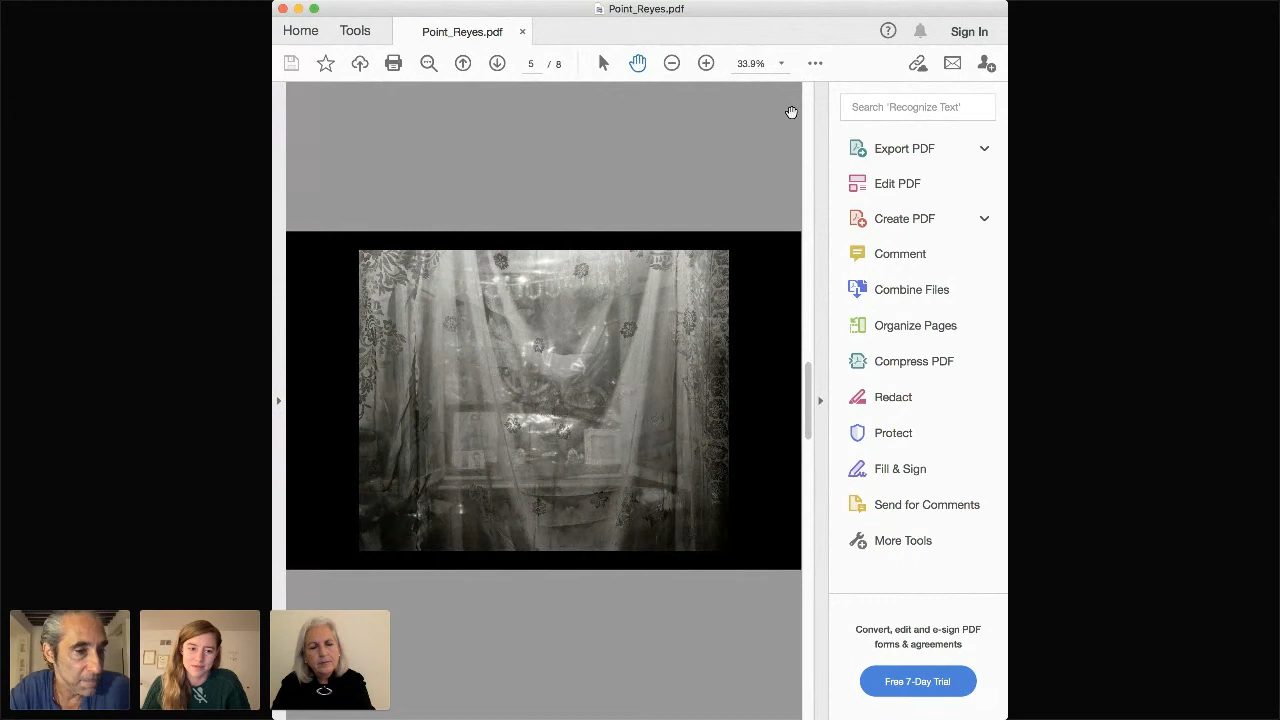 Point_Reyes.pdf
Home
Tools
Point_Reyes.pdf
Sign In
5 / 8
33.9%
Search 'Recognize Text'
Export PDF
Edit PDF
Create PDF
Comment
Combine Files
Organize Pages
Compress PDF
Redact
Protect
Fill & Sign
Send for Comments
More Tools
Convert, edit and e-sign PDF
forms & agreements
Free 7-Day Trial